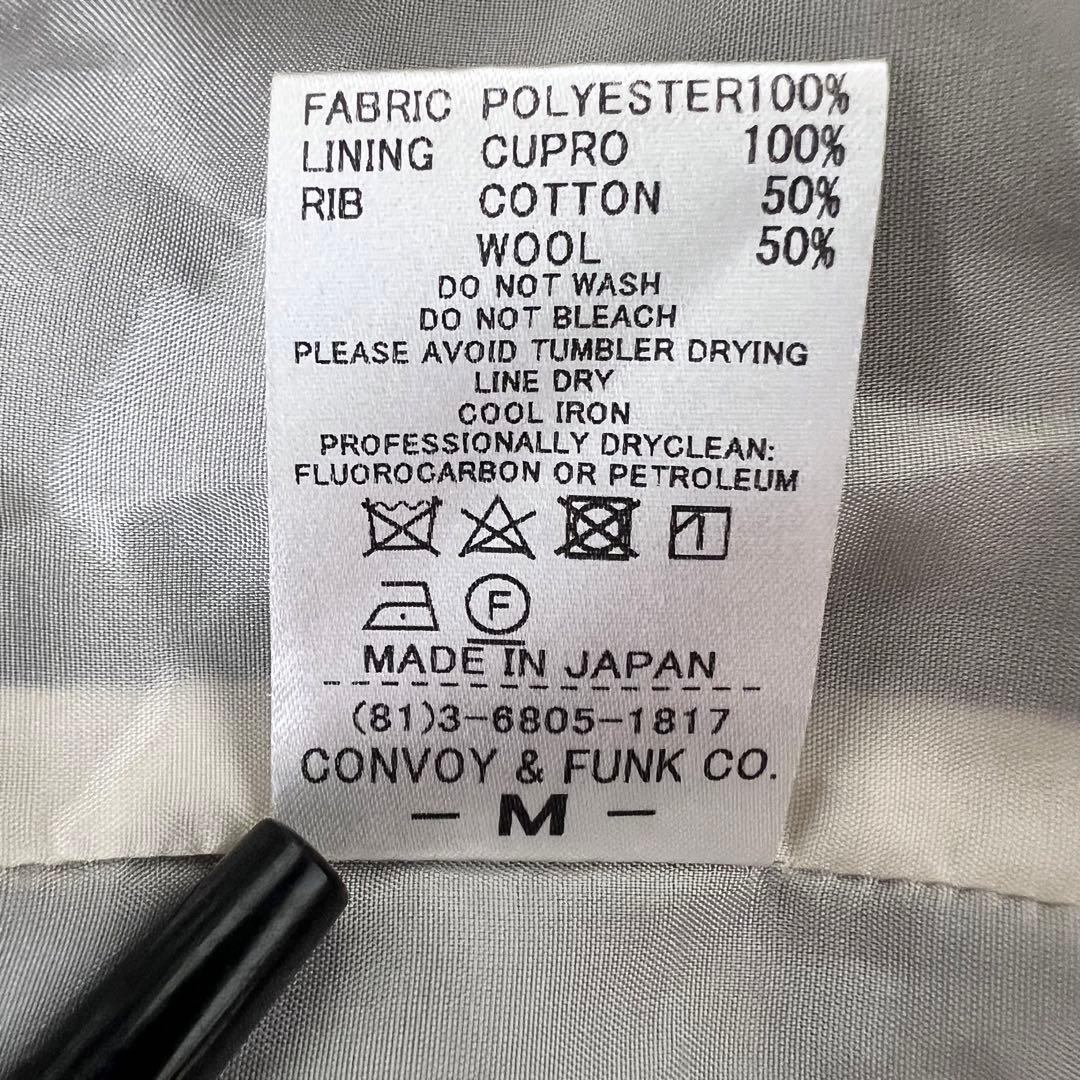 FABRIC POLYESTER100%
LINING CUPRO 100%
RIB COTTON 50%
WOOL 50%
DO NOT WASH
DO NOT BLEACH
PLEASE AVOID TUMBLER DRYING
LINE DRY
COOL IRON
PROFESSIONALLY DRYCLEAN:
FLUOROCARBON OR PETROLEUM
F
MADE IN JAPAN
(81)3-6805-1817
CONVOY & FUNK CO.
- M -